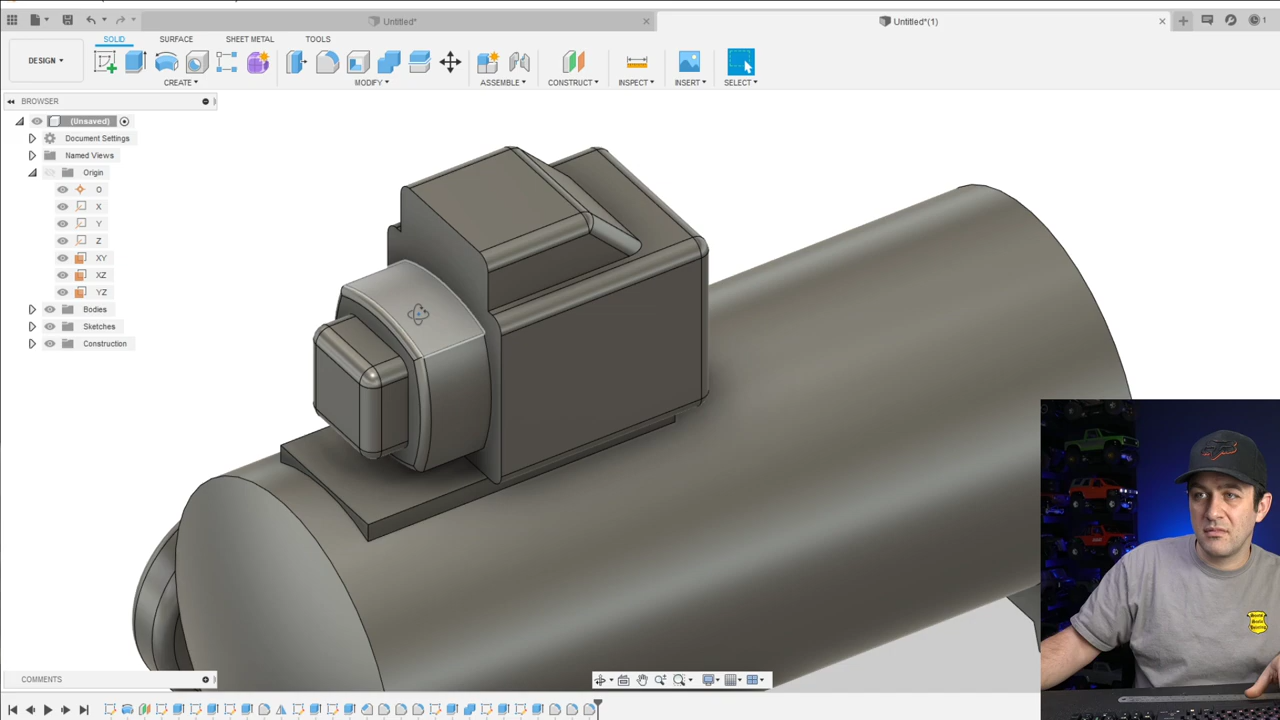 Untitled*
Untitled*(1)
1
SOLID
SURFACE
SHEET METAL
TOOLS
DESIGN
CREATE
MODIFY
ASSEMBLE
CONSTRUCT
INSPECT
INSERT
SELECT
BROWSER
(Unsaved)
Document Settings
Named Views
Origin
O
X
Y
Z
XY
XZ
YZ
Bodies
Sketches
Construction
COMMENTS